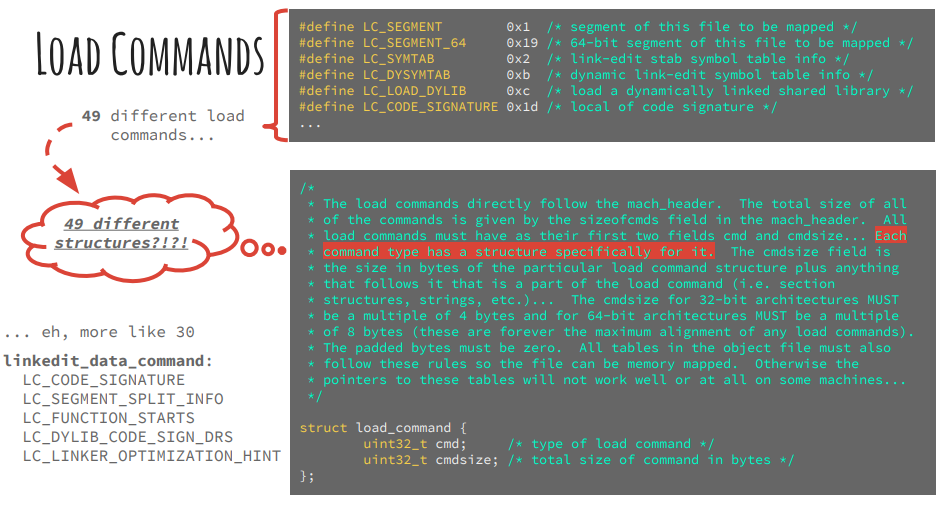 LOAD COMMANDS
49 different load
commands...
#define LC_SEGMENT 0x1 /* segment of this file to be mapped */
#define LC_SEGMENT_64 0x19 /* 64-bit segment of this file to be mapped */
#define LC_SYMTAB 0x2 /* link-edit stab symbol table info */
#define LC_DYSYMTAB 0xb /* dynamic link-edit symbol table info */
#define LC_LOAD_DYLIB 0xc /* load a dynamically linked shared library */
#define LC_CODE_SIGNATURE 0x1d /* local of code signature */
...
49 different
structures?!?!
/*
* The load commands directly follow the mach_header. The total size of all
* of the commands is given by the sizeofcmds field in the mach_header. All
* load commands must have as their first two fields cmd and cmdsize... Each
* command type has a structure specifically for it. The cmdsize field is
* the size in bytes of the particular load command structure plus anything
* that follows it that is a part of the load command (i.e. section
* structures, strings, etc.)... The cmdsize for 32-bit architectures MUST
* be a multiple of 4 bytes and for 64-bit architectures MUST be a multiple
* of 8 bytes (these are forever the maximum alignment of any load commands).
* The padded bytes must be zero. All tables in the object file must also
* follow these rules so the file can be memory mapped. Otherwise the
* pointers to these tables will not work well or at all on some machines...
*/
struct load_command {
uint32_t cmd; /* type of load command */
uint32_t cmdsize; /* total size of command in bytes */
};
... eh, more like 30
linkedit_data_command:
LC_CODE_SIGNATURE
LC_SEGMENT_SPLIT_INFO
LC_FUNCTION_STARTS
LC_DYLIB_CODE_SIGN_DRS
LC_LINKER_OPTIMIZATION_HINT